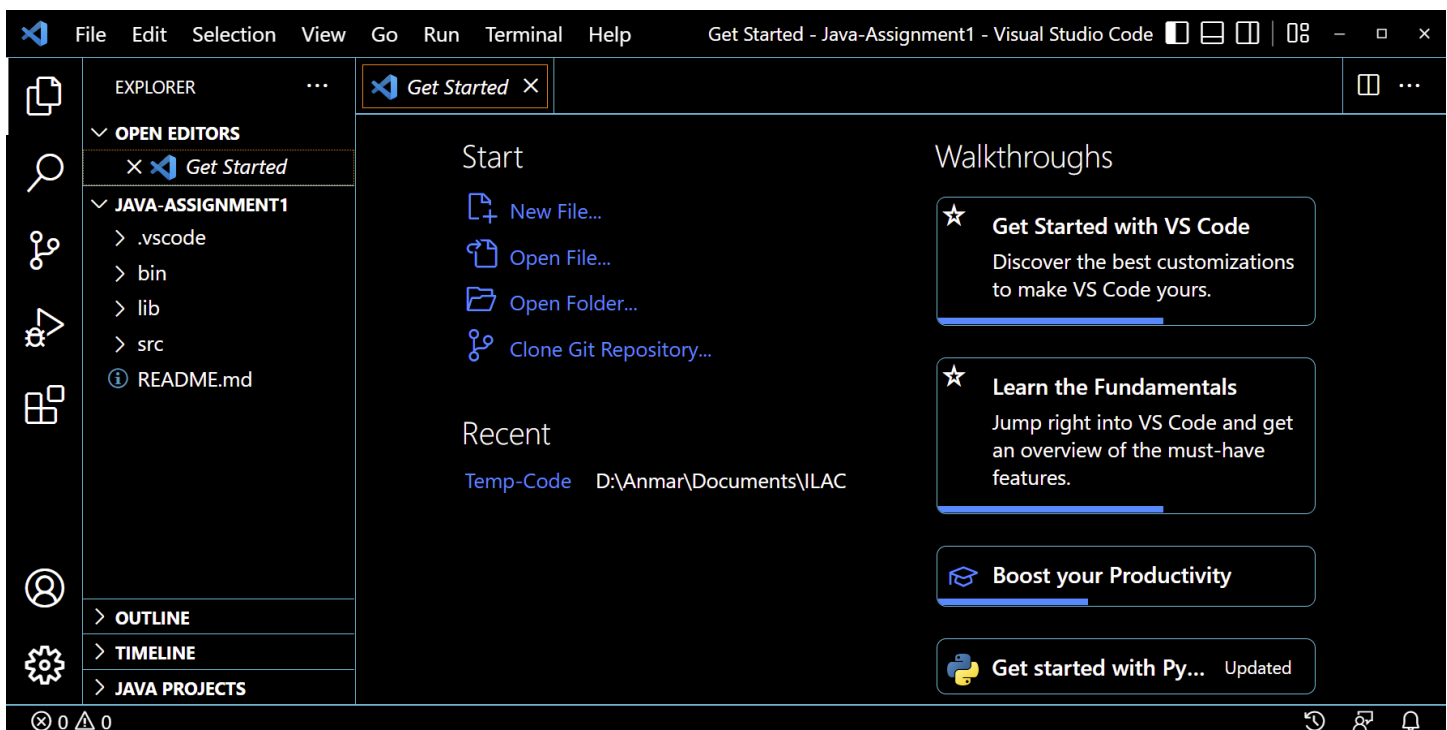 File Edit Selection View Go Run Terminal Help Get Started - Java-Assignment1 - Visual Studio Code
EXPLORER
OPEN EDITORS
Get Started
JAVA-ASSIGNMENT1
.vscode
bin
lib
src
README.md
OUTLINE
TIMELINE
JAVA PROJECTS
Get Started
Start
New File...
Open File...
Open Folder...
Clone Git Repository...
Recent
Temp-Code D:\Anmar\Documents\ILAC
Walkthroughs
Get Started with VS Code
Discover the best customizations
to make VS Code yours.
Learn the Fundamentals
Jump right into VS Code and get
an overview of the must-have
features.
Boost your Productivity
Get started with Py... Updated
0 0